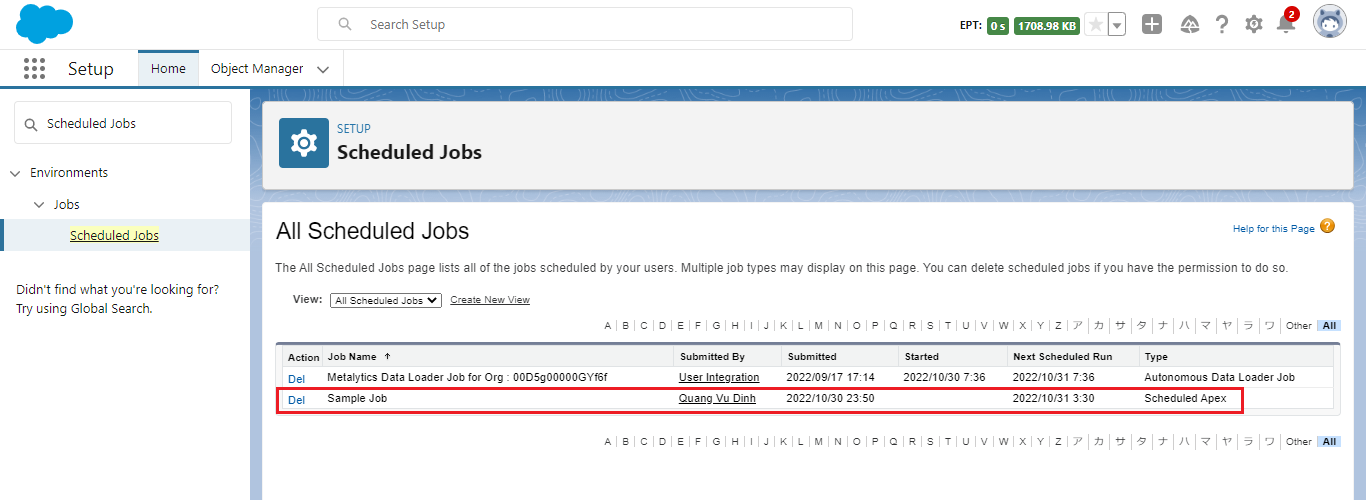 Search Setup
EPT: 0 s 1708.98 KB
2
Setup Home Object Manager
Scheduled Jobs
Environments
Jobs
Scheduled Jobs
Didn't find what you're looking for?
Try using Global Search.
SETUP
Scheduled Jobs
All Scheduled Jobs
Help for this Page ?
The All Scheduled Jobs page lists all of the jobs scheduled by your users. Multiple job types may display on this page. You can delete scheduled jobs if you have the permission to do so.
View: All Scheduled Jobs Create New View
A | B | C | D | E | F | G | H | I | J | K | L | M | N | O | P | Q | R | S | T | U | V | W | X | Y | Z | ア | カ | サ | タ | ナ | ハ | マ | ヤ | ラ | ワ | Other All
Action Job Name ↑ Submitted By Submitted Started Next Scheduled Run Type
Del Metalytics Data Loader Job for Org : 00D5g00000GYf6f User Integration 2022/09/17 17:14 2022/10/30 7:36 2022/10/31 7:36 Autonomous Data Loader Job
Del Sample Job Quang Vu Dinh 2022/10/30 23:50 2022/10/31 3:30 Scheduled Apex
A | B | C | D | E | F | G | H | I | J | K | L | M | N | O | P | Q | R | S | T | U | V | W | X | Y | Z | ア | カ | サ | タ | ナ | ハ | マ | ヤ | ラ | ワ | Other All